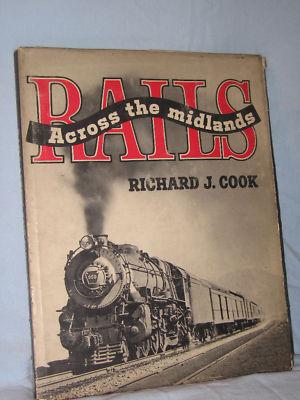 RAILS
Across the midlands
RICHARD J. COOK